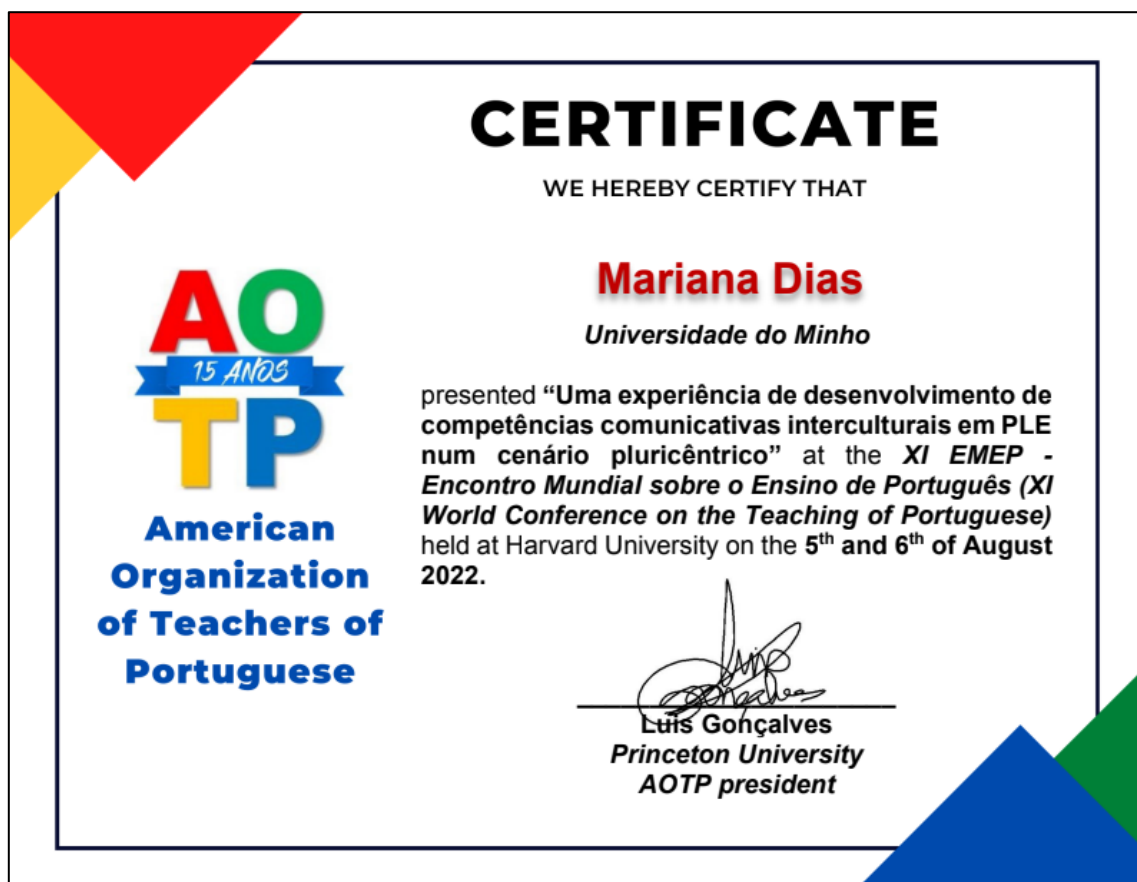 CERTIFICATE
WE HEREBY CERTIFY THAT
Mariana Dias
Universidade do Minho
presented “Uma experiência de desenvolvimento de
competências comunicativas interculturais em PLE
num cenário pluricêntrico” at the XI EMEP -
Encontro Mundial sobre o Ensino de Português (XI
World Conference on the Teaching of Portuguese)
held at Harvard University on the 5th and 6th of August
2022.
AO
15 ANOS
TP
American
Organization
of Teachers of
Portuguese
Luis Gonçalves
Luis Gonçalves
Princeton University
AOTP president